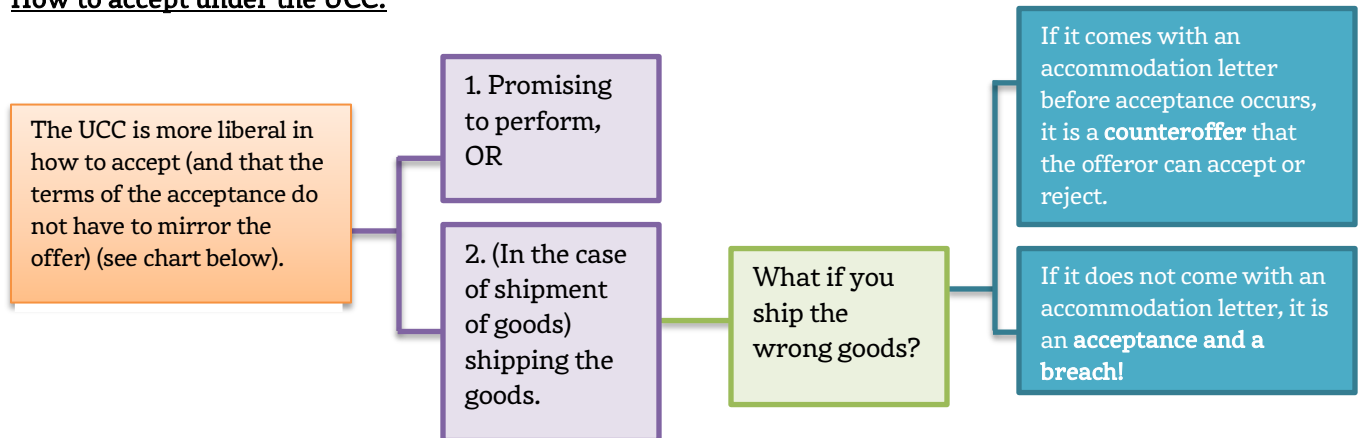 How to accept under the UCC:
The UCC is more liberal in
how to accept (and that the
terms of the acceptance do
not have to mirror the
offer) (see chart below).
1. Promising
to perform,
OR
2. (In the case
of shipment
of goods)
shipping the
goods.
What if you
ship the
wrong goods?
If it comes with an
accommodation letter
before acceptance occurs,
it is a counteroffer that
the offeror can accept or
reject.
If it does not come with an
accommodation letter, it is
an acceptance and a
breach!